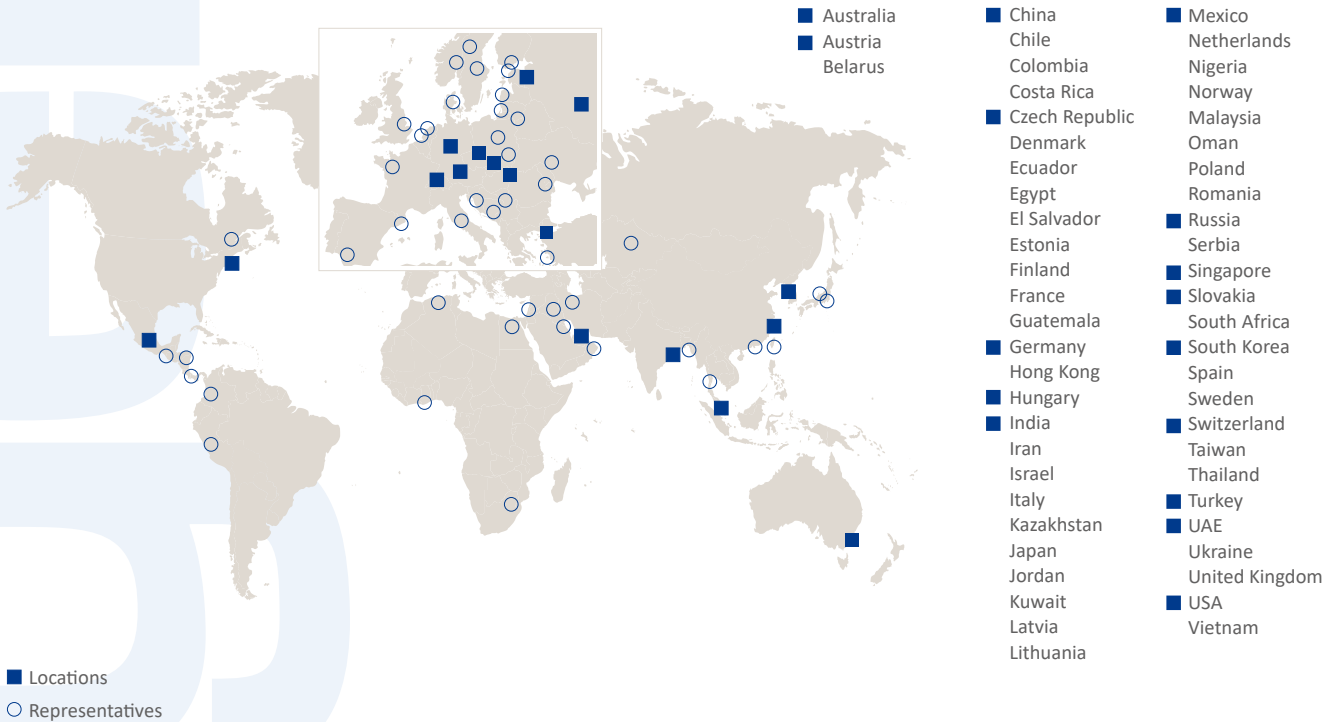 Australia
Austria
Belarus
China
Chile
Colombia
Costa Rica
Czech Republic
Denmark
Ecuador
Egypt
El Salvador
Estonia
Finland
France
Guatemala
Germany
Hong Kong
Hungary
India
Iran
Israel
Italy
Kazakhstan
Japan
Jordan
Kuwait
Latvia
Lithuania
Mexico
Netherlands
Nigeria
Norway
Malaysia
Oman
Poland
Romania
Russia
Serbia
Singapore
Slovakia
South Africa
South Korea
Spain
Sweden
Switzerland
Taiwan
Thailand
Turkey
UAE
Ukraine
United Kingdom
USA
Vietnam
Locations
Representatives